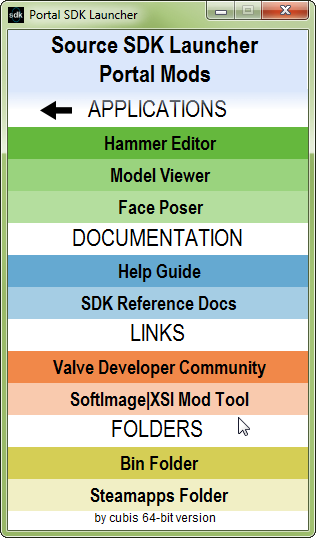 sdk Portal SDK Launcher
Source SDK Launcher
Portal Mods
APPLICATIONS
Hammer Editor
Model Viewer
Face Poser
DOCUMENTATION
Help Guide
SDK Reference Docs
LINKS
Valve Developer Community
SoftImage|XSI Mod Tool
FOLDERS
Bin Folder
Steamapps Folder
by cubis 64-bit version